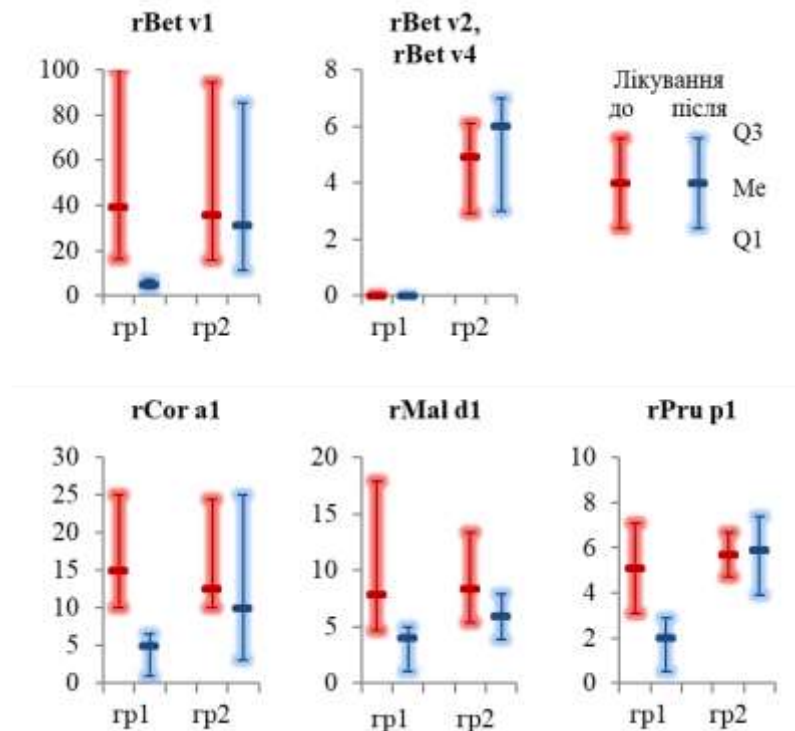 rBet v1
100
80
60
40
20
0
гр1 гр2
rBet v2,
rBet v4
8
6
4
2
0
гр1 гр2
Лікування
до після
Q3
Me
Q1
rCor a1
30
25
20
15
10
5
0
гр1 гр2
rMal d1
20
15
10
5
0
гр1 гр2
rPru p1
10
8
6
4
2
0
гр1 гр2